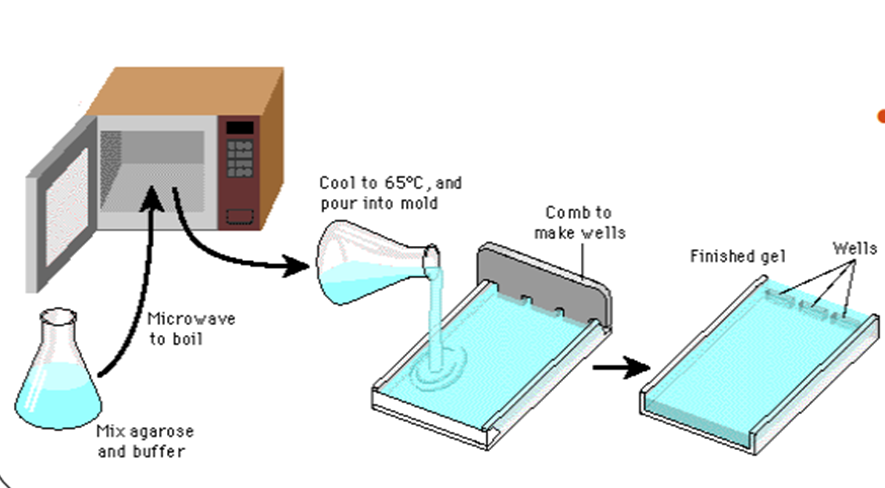 Mix agarose
and buffer
Microwave
to boil
Cool to 65°C, and
pour into mold
Comb to
make wells
Finished gel
Wells